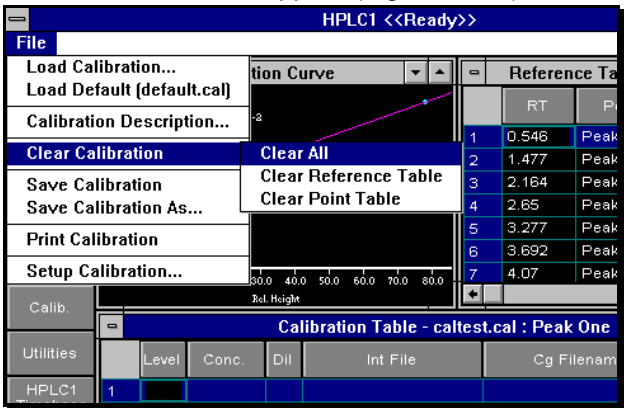 HPLC1 <<Ready>>
File
Load Calibration...
Load Default (default.cal)
Calibration Description...
Clear Calibration
Save Calibration
Save Calibration As...
Print Calibration
Setup Calibration...
Clear All
Clear Reference Table
Clear Point Table
tion Curve
-2
30.0 40.0 50.0 60.0 70.0 80.0
Rel. Height
Reference Ta
RT
1 0.546 Peak
2 1.477 Peak
3 2.164 Peak
4 2.65 Peak
5 3.277 Peak
6 3.692 Peak
7 4.07 Peak
Calib.
Utilities
HPLC1
Calibration Table - caltest.cal : Peak One
Level Conc. Dil Int File Cg Filenam
1